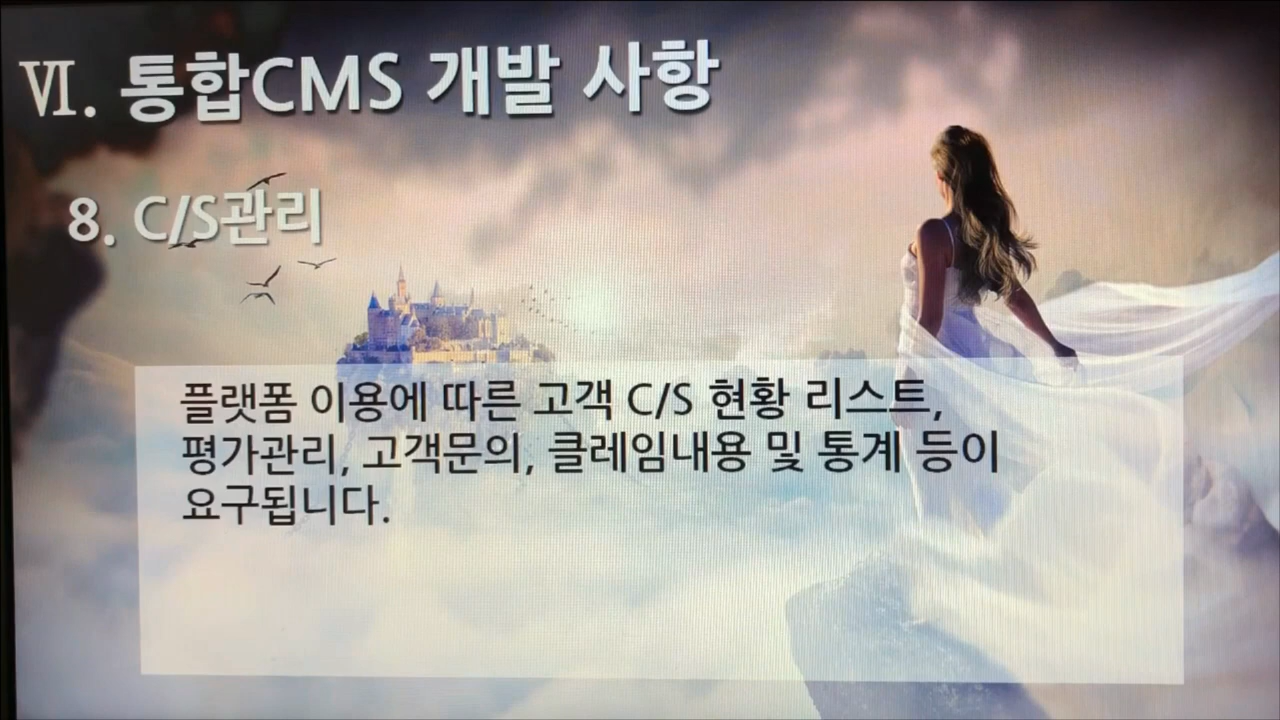 Ⅵ. 통합CMS 개발 사항
8. C/S관리
플랫폼 이용에 따른 고객 C/S 현황 리스트,
평가관리, 고객문의, 클레임내용 및 통계 등이
요구됩니다.